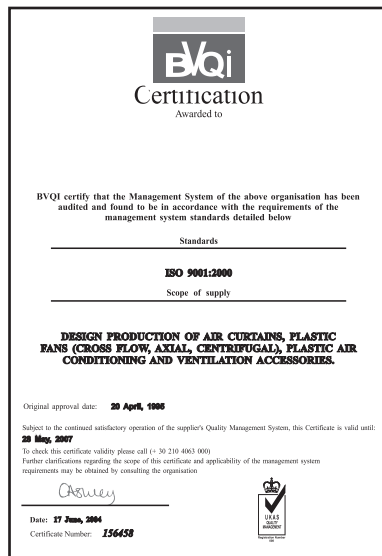 BVQi
Certification
Awarded to
BVQI certify that the Management System of the above organisation has been
audited and found to be in accordance with the requirements of the
management system standards detailed below
Standards
ISO 9001:2000
Scope of supply
DESIGN PRODUCTION OF AIR CURTAINS, PLASTIC
FANS (CROSS FLOW, AXIAL, CENTRIFUGAL), PLASTIC AIR
CONDITIONING AND VENTILATION ACCESSORIES.
Original approval date: 20 April, 1995
Subject to the continued satisfactory operation of the supplier's Quality Management System, this Certificate is valid until:
28 May, 2007
To check this certificate validity please call (+ 30 210 4063 000)
Further clarifications regarding the scope of this certificate and applicability of the management system
requirements may be obtained by consulting the organisation
Date: 17 June, 2004
Certificate Number: 156458
UKAS
QUALITY
MANAGEMENT